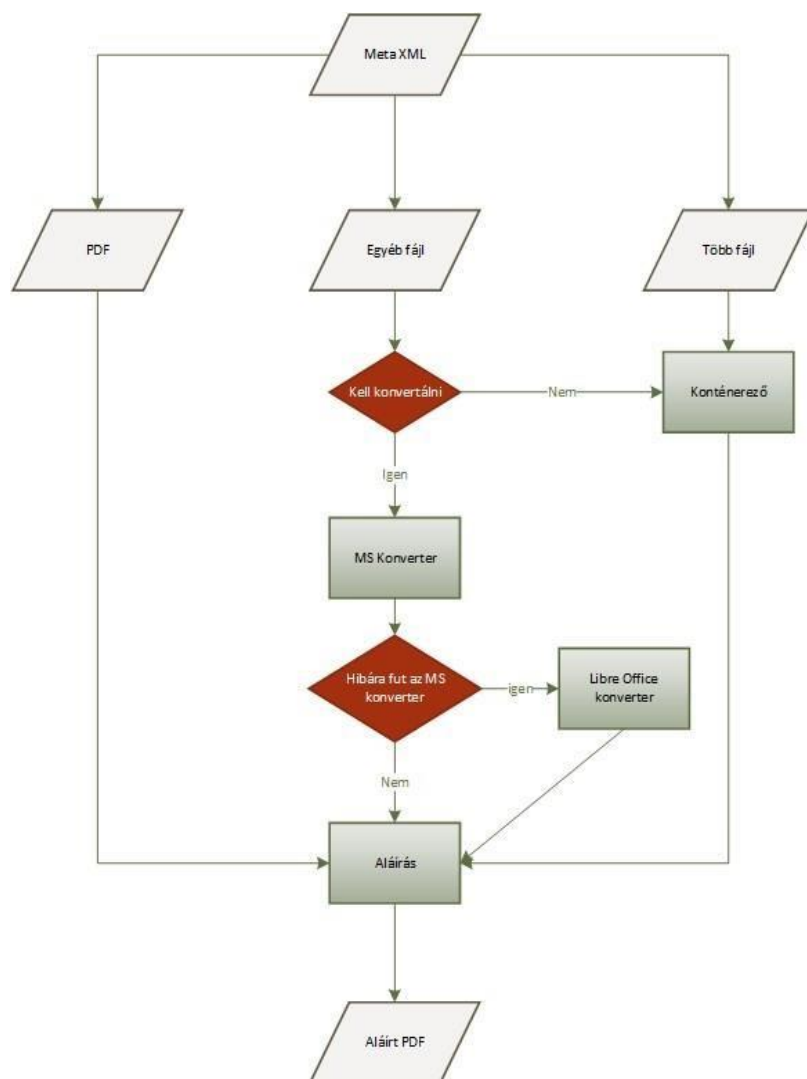 Meta XML
PDF
Egyéb fájl
Több fájl
Kell konvertálni
Nem
Konténerező
Igen
MS Konverter
Hibára fut az MS
konverter
igen
Libre Office
konverter
Nem
Aláírás
Aláírt PDF